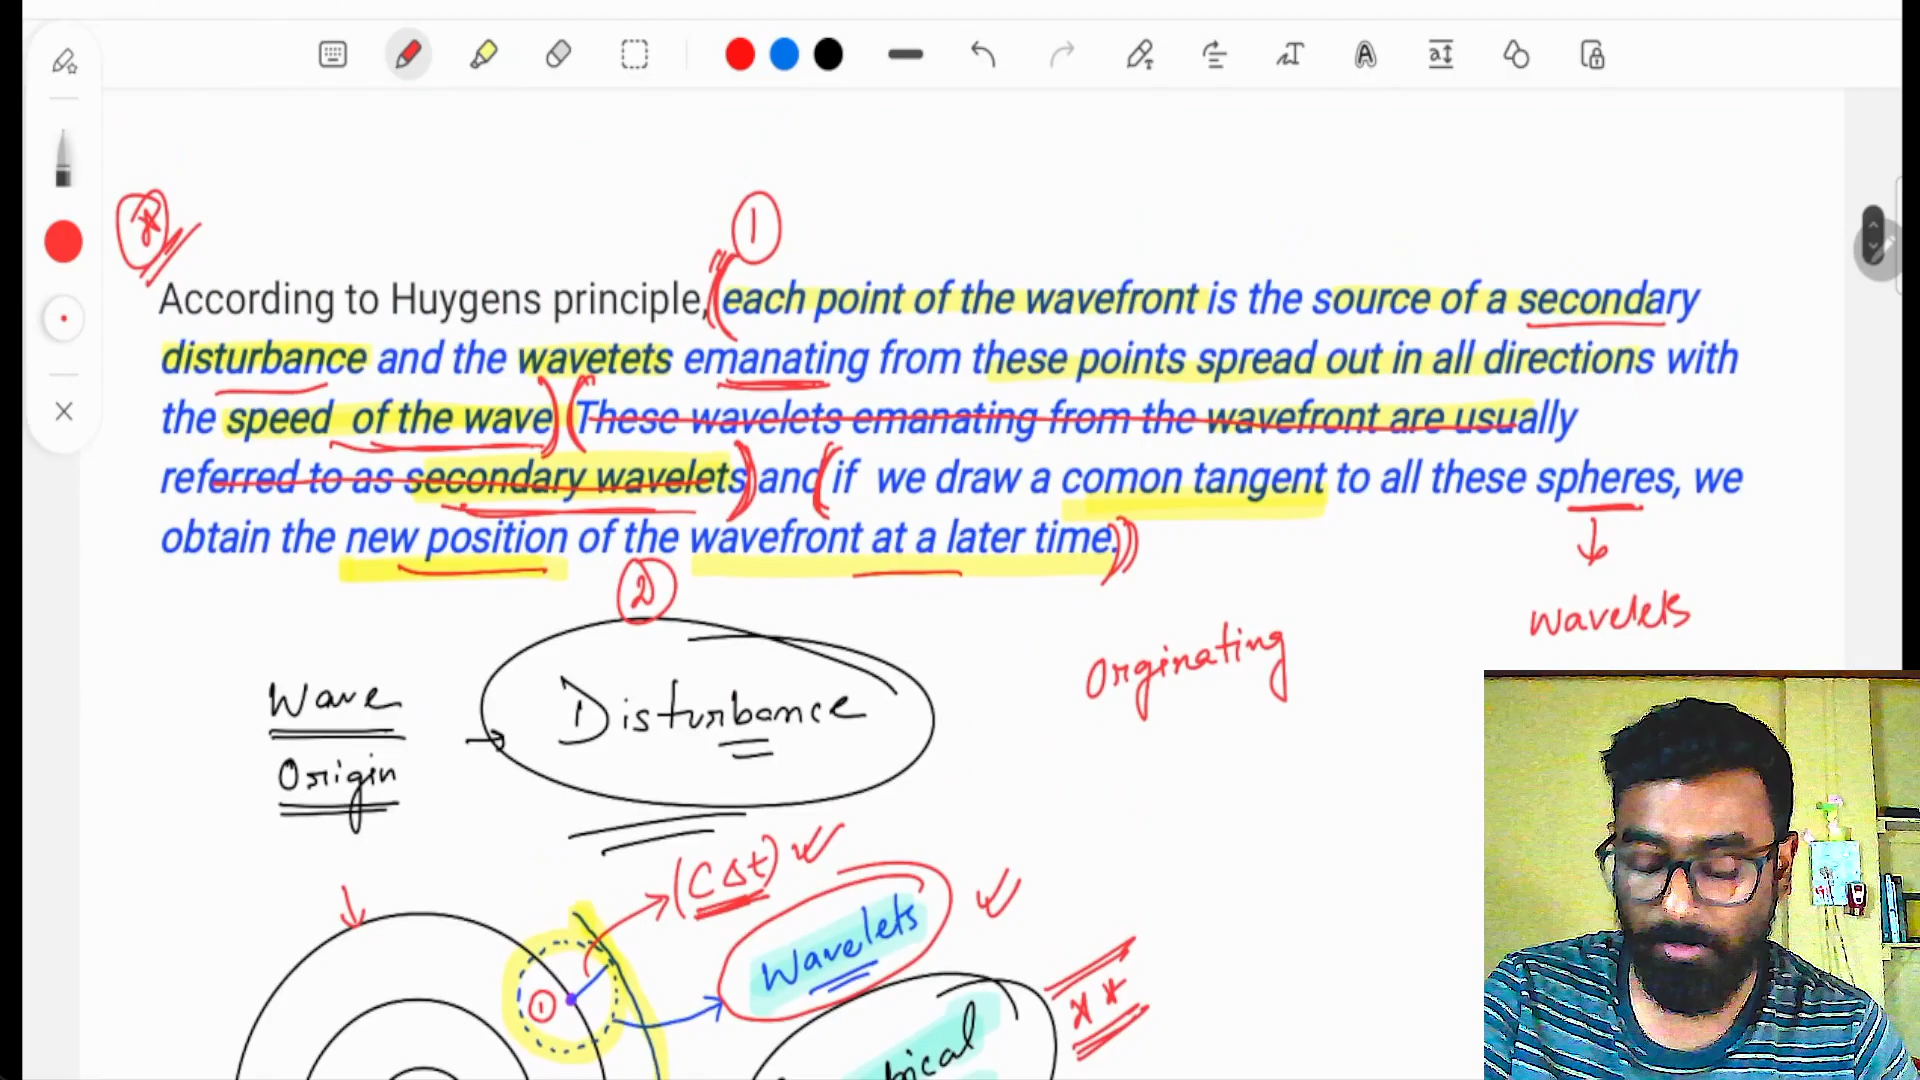 ①
According to Huygens principle, (each point of the wavefront is the source of a secondary
disturbance and the wavetets emanating from these points spread out in all directions with
the speed of the wave) (These wavelets emanating from the wavefront are usually
referred to as secondary wavelets) and (if we draw a comon tangent to all these spheres, we
obtain the new position of the wavefront at a later time.)
②
Wavelets
Orginating
Wave
Origin
Disturbance
(CΔt)
Wavelets
①